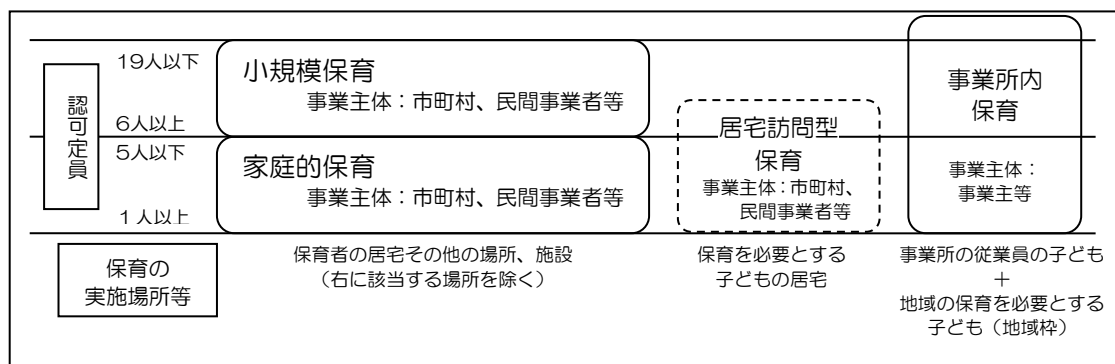 認可定員
19人以下
6人以上
5人以下
1人以上
小規模保育
事業主体：市町村、民間事業者等
家庭的保育
事業主体：市町村、民間事業者等
居宅訪問型
保育
事業主体：市町村、
民間事業者等
事業所内
保育
事業主体：
事業主等
保育の
実施場所等
保育者の居宅その他の場所、施設
（右に該当する場所を除く）
保育を必要とする
子どもの居宅
事業所の従業員の子ども
＋
地域の保育を必要とする
子ども（地域枠）